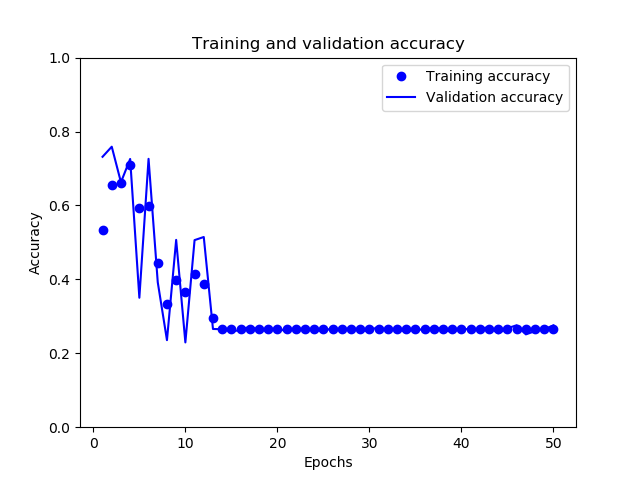 Training and validation accuracy
Training accuracy
Validation accuracy
Accuracy
1.0
0.8
0.6
0.4
0.2
0.0
0 10 20 30 40 50
Epochs